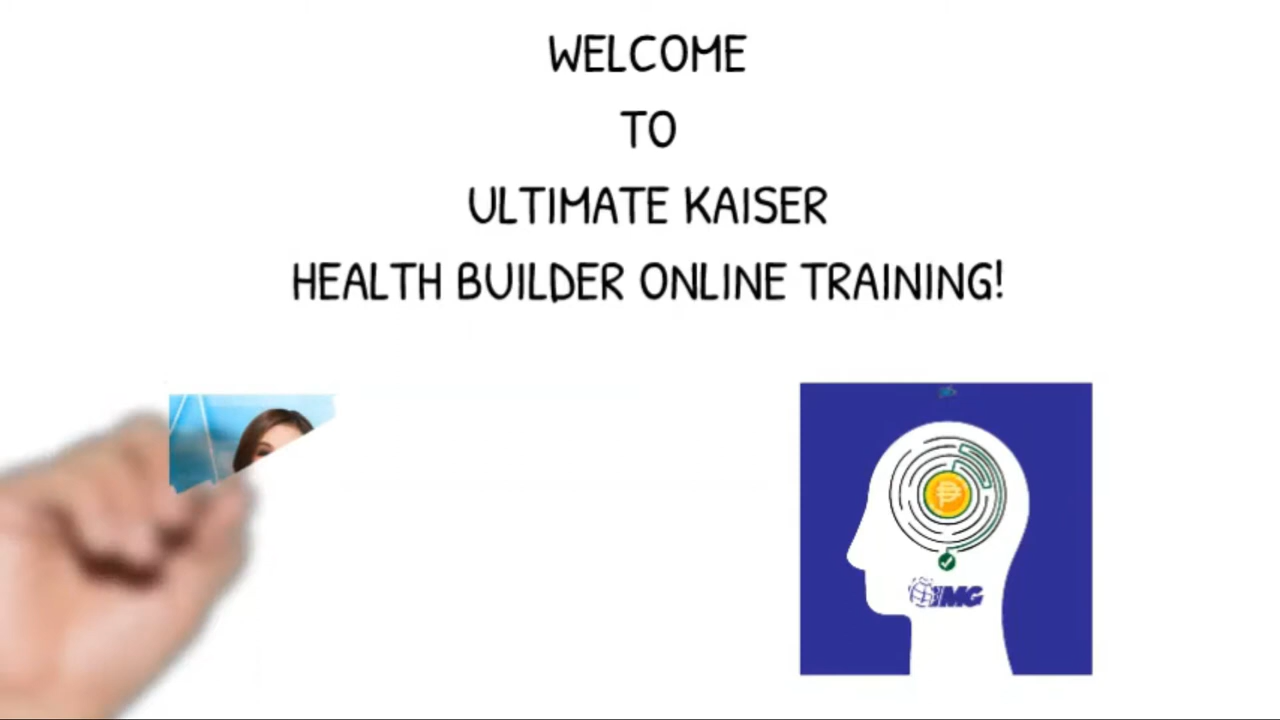 WELCOME
TO
ULTIMATE KAISER
HEALTH BUILDER ONLINE TRAINING!
₱
IMG